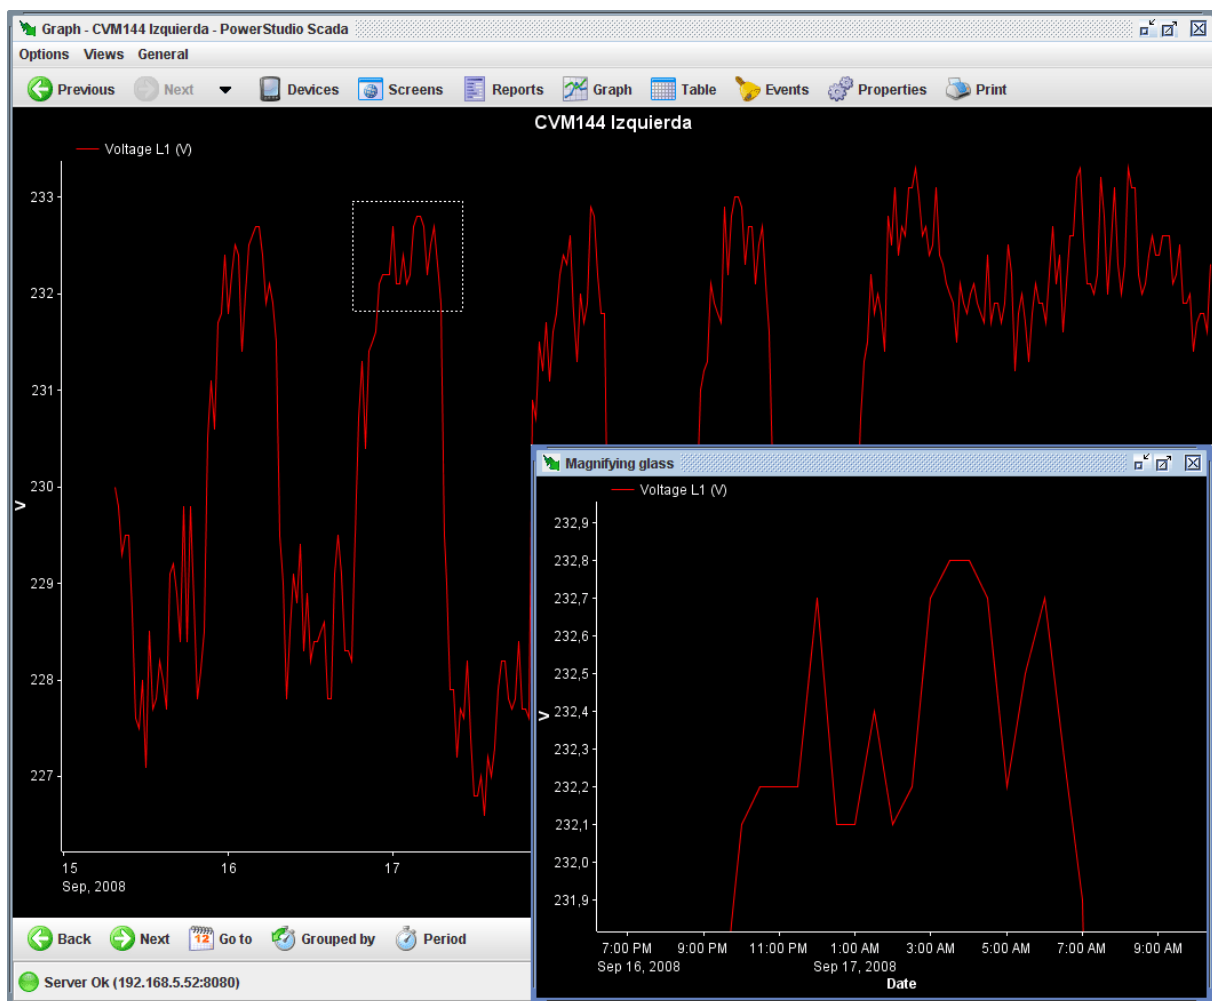 Graph - CVM144 Izquierda - PowerStudio Scada
Options Views General
Previous Next Devices Screens Reports Graph Table Events Properties Print
CVM144 Izquierda
Voltage L1 (V)
233
232
231
230
V
229
228
227
15 16 17
Sep, 2008
Magnifying glass
Voltage L1 (V)
232,9
232,8
232,7
232,6
232,5
232,4
V
232,3
232,2
232,1
232,0
231,9
7:00 PM 9:00 PM 11:00 PM 1:00 AM 3:00 AM 5:00 AM 7:00 AM 9:00 AM
Sep 16, 2008 Sep 17, 2008
Date
Back Next 12 Go to Grouped by Period
Server Ok (192.168.5.52:8080)